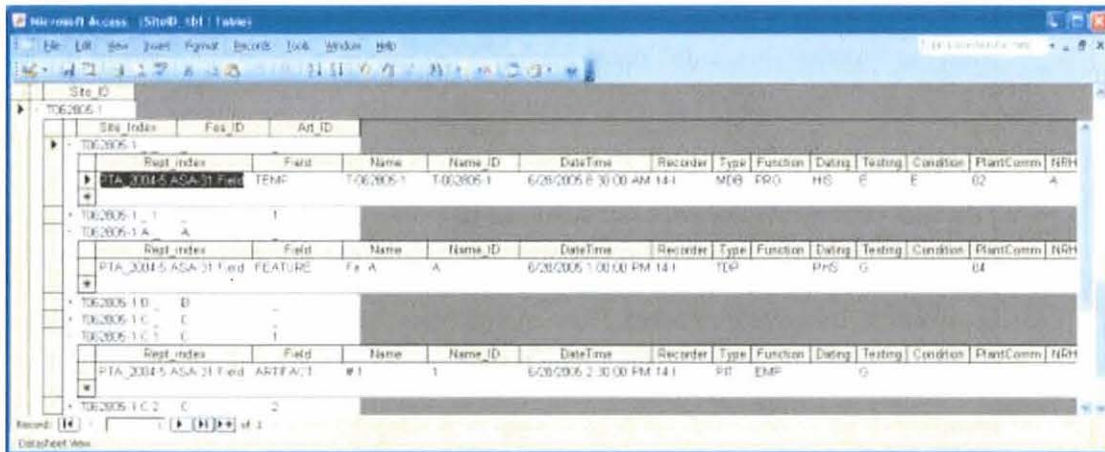 Microsoft Access - [SiteID_tbl : Table]
File Edit View Insert Format Records Tools Window Help
Site_ID
- T062805-1
Site_Index Fea_ID Art_ID
- T062805-1 _ _
Rept_index Field Name Name_ID DateTime Recorder Type Function Dating Testing Condition PlantComm NRH
PTA_2004-5 ASA-31 Field TEMP T-062805-1 T-062805-1 6/28/2005 8:30:00 AM 14-I MDB PRO HIS E E 02 A
+ T062805-1 _ 1 _ 1
- T062805-1 A _ A _
Rept_index Field Name Name_ID DateTime Recorder Type Function Dating Testing Condition PlantComm NRH
PTA_2004-5 ASA-31 Field FEATURE Fe A A 6/28/2005 1:00:00 PM 14-I PHS G 04
+ T062805-1 B _ B _
+ T062805-1 C _ C _
- T062805-1 C 1 C 1
Rept_index Field Name Name_ID DateTime Recorder Type Function Dating Testing Condition PlantComm NRH
PTA_2004-5 ASA-31 Field ARTIFACT # 1 1 6/28/2005 2:30:00 PM 14-I PIT EMP G
+ T062805-1 C 2 C 2
Record: 1 of 1
Datasheet View